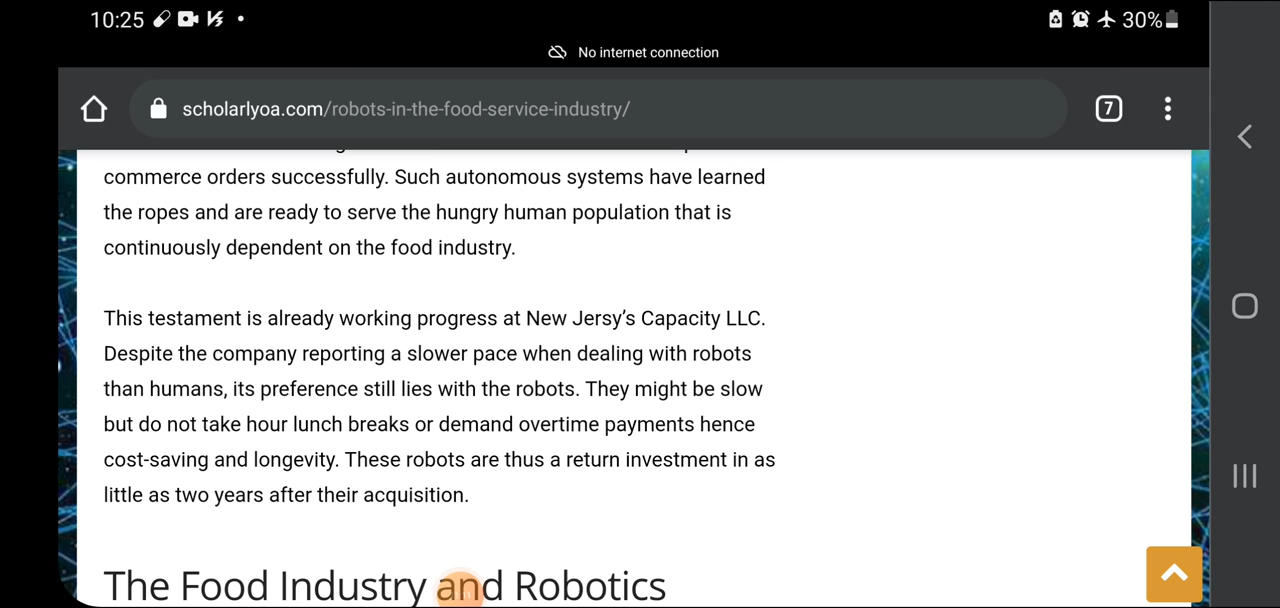 10:25
30%
No internet connection
scholarlyoa.com/robots-in-the-food-service-industry/
7
commerce orders successfully. Such autonomous systems have learned
the ropes and are ready to serve the hungry human population that is
continuously dependent on the food industry.
This testament is already working progress at New Jersy’s Capacity LLC.
Despite the company reporting a slower pace when dealing with robots
than humans, its preference still lies with the robots. They might be slow
but do not take hour lunch breaks or demand overtime payments hence
cost-saving and longevity. These robots are thus a return investment in as
little as two years after their acquisition.
The Food Industry and Robotics